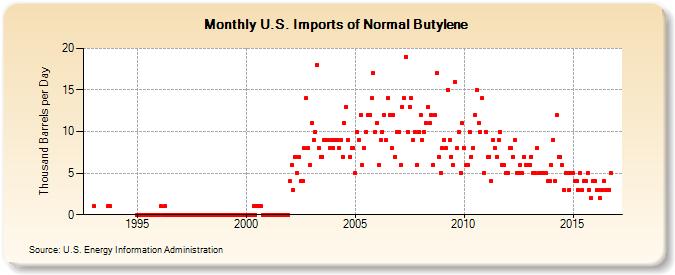 Monthly U.S. Imports of Normal Butylene
Thousand Barrels per Day
20
15
10
5
0
1995 2000 2005 2010 2015
Source: U.S. Energy Information Administration